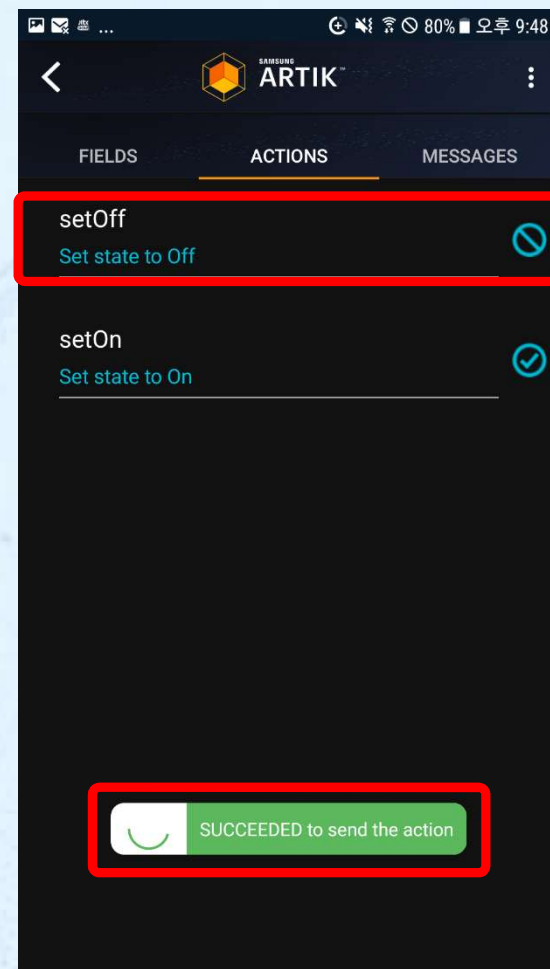 ... 80% 오후 9:48
SAMSUNG
ARTIK™
FIELDS ACTIONS MESSAGES
setOff
Set state to Off
setOn
Set state to On
SUCCEEDED to send the action